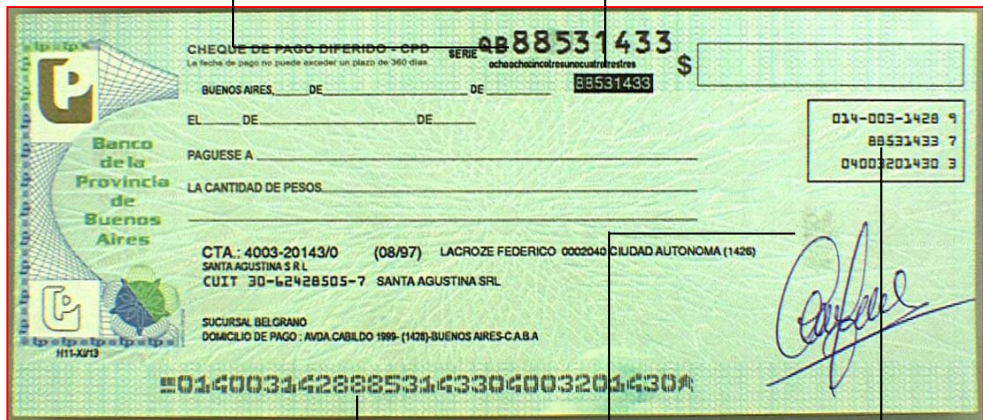 CHEQUE DE PAGO DIFERIDO - CPD
La fecha de pago no puede exceder un plazo de 360 días
SERIE QB88531433
ochoochocincotresunocuatrotrestres
88531433
$
BUENOS AIRES, DE DE
EL DE DE
014-003-1428 9
88531433 7
04003201430 3
PAGUESE A
LA CANTIDAD DE PESOS
Banco
de la
Provincia
de
Buenos
Aires
CTA.: 4003-20143/0 (08/97) LACROZE FEDERICO 0002040 CIUDAD AUTONOMA (1426)
SANTA AGUSTINA S R L
CUIT 30-62428505-7 SANTA AGUSTINA SRL
SUCURSAL BELGRANO
DOMICILIO DE PAGO : AVDA.CABILDO 1999- (1428)-BUENOS AIRES-C.A.B.A
H11-XI/13
01400314288853143304003201430